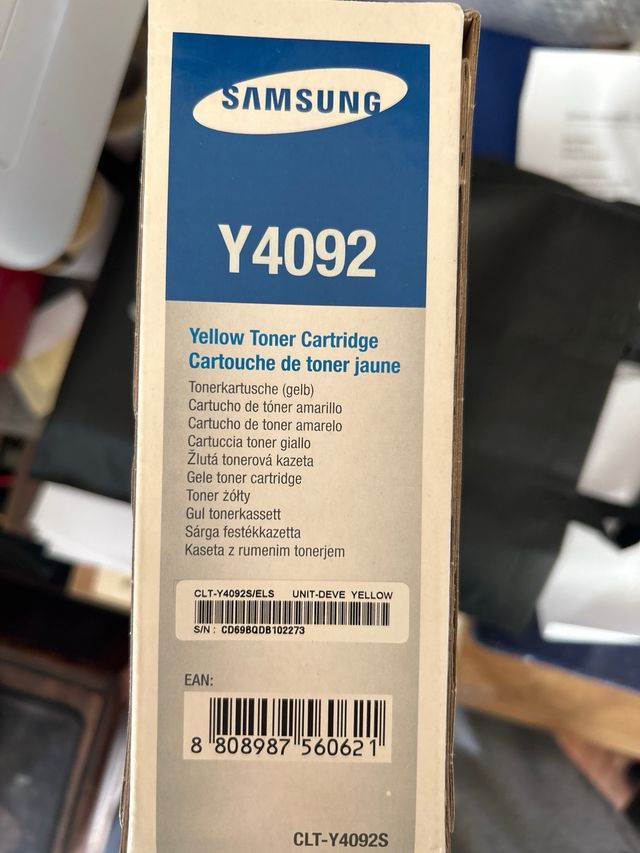 SAMSUNG
Y4092
Yellow Toner Cartridge
Cartouche de toner jaune
Tonerkartusche (gelb)
Cartucho de tóner amarillo
Cartucho de toner amarelo
Cartuccia toner giallo
Žlutá tonerová kazeta
Gele toner cartridge
Toner żółty
Gul tonerkassett
Sárga festékkazetta
Kaseta z rumenim tonerjem
CLT-Y4092S/ELS UNIT-DEVE YELLOW
S/N : CD69BQDB102273
EAN:
8 808987 560621
CLT-Y4092S